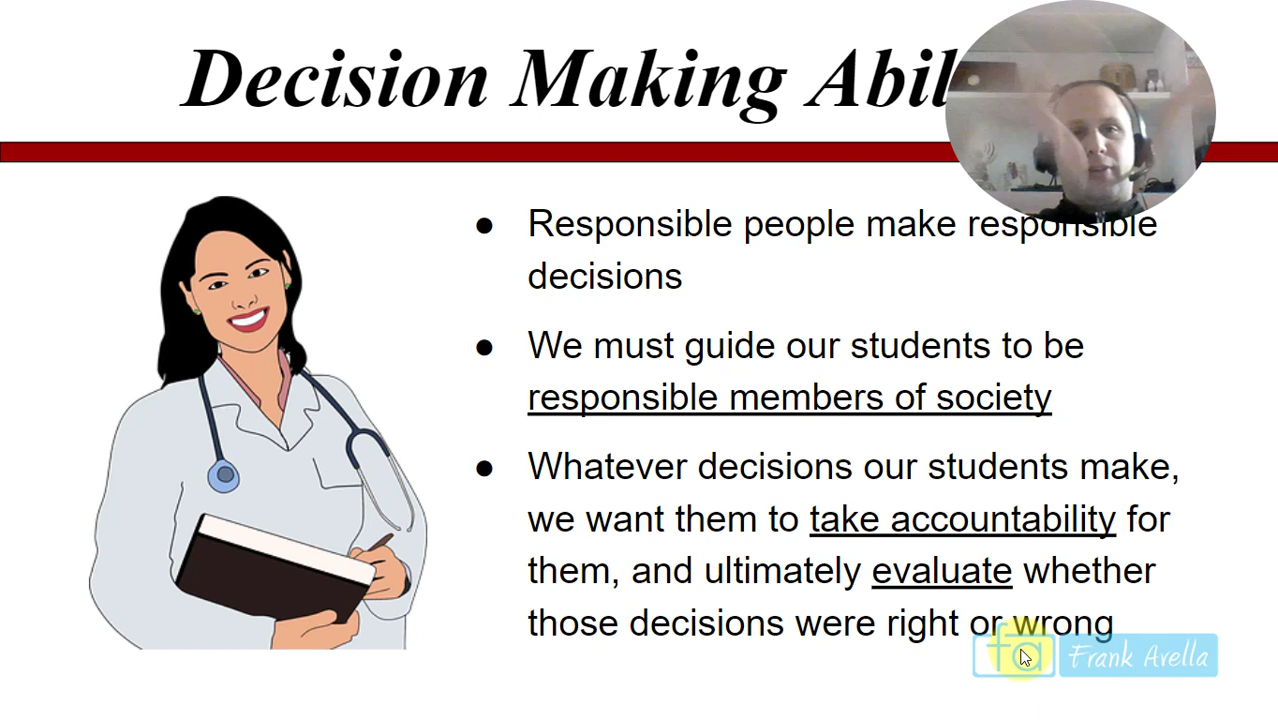 Decision Making Abil
● Responsible people make responsible
decisions
● We must guide our students to be
responsible members of society
● Whatever decisions our students make,
we want them to take accountability for
them, and ultimately evaluate whether
those decisions were right or wrong
fa Frank Avella